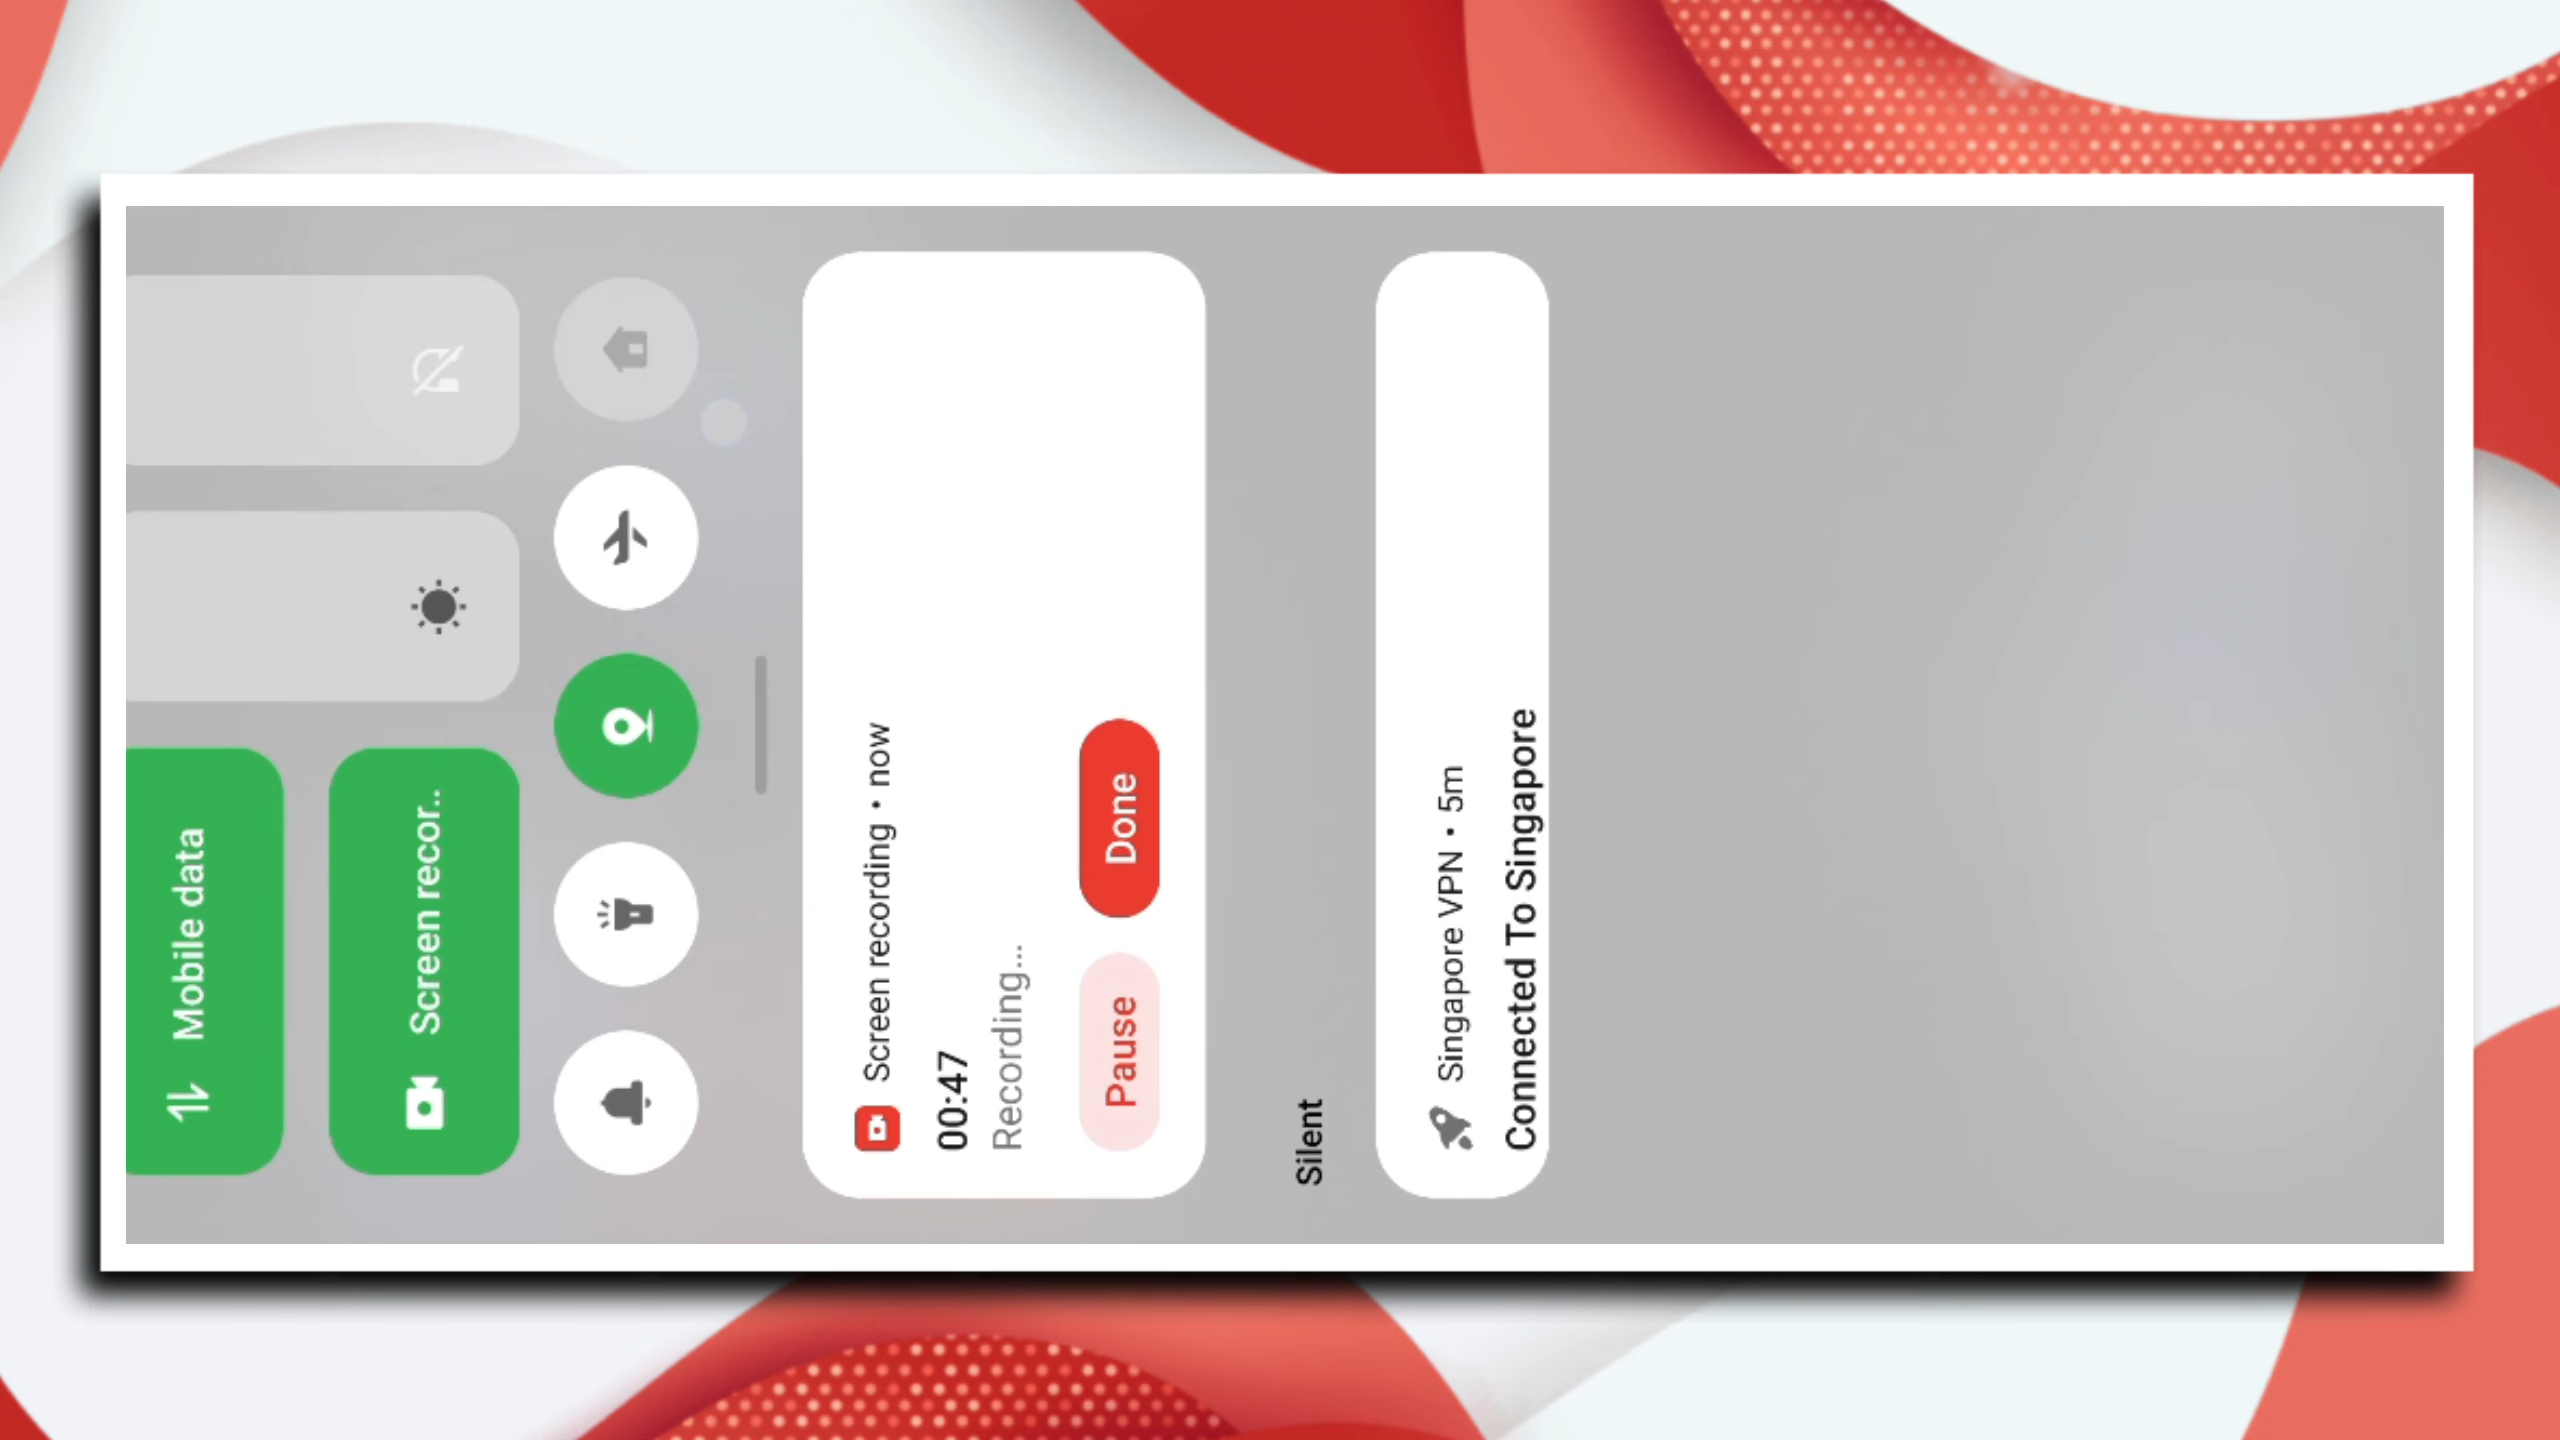 Mobile data
Screen recor..
Screen recording • now
00:47
Recording...
Pause
Done
Silent
Singapore VPN • 5m
Connected To Singapore